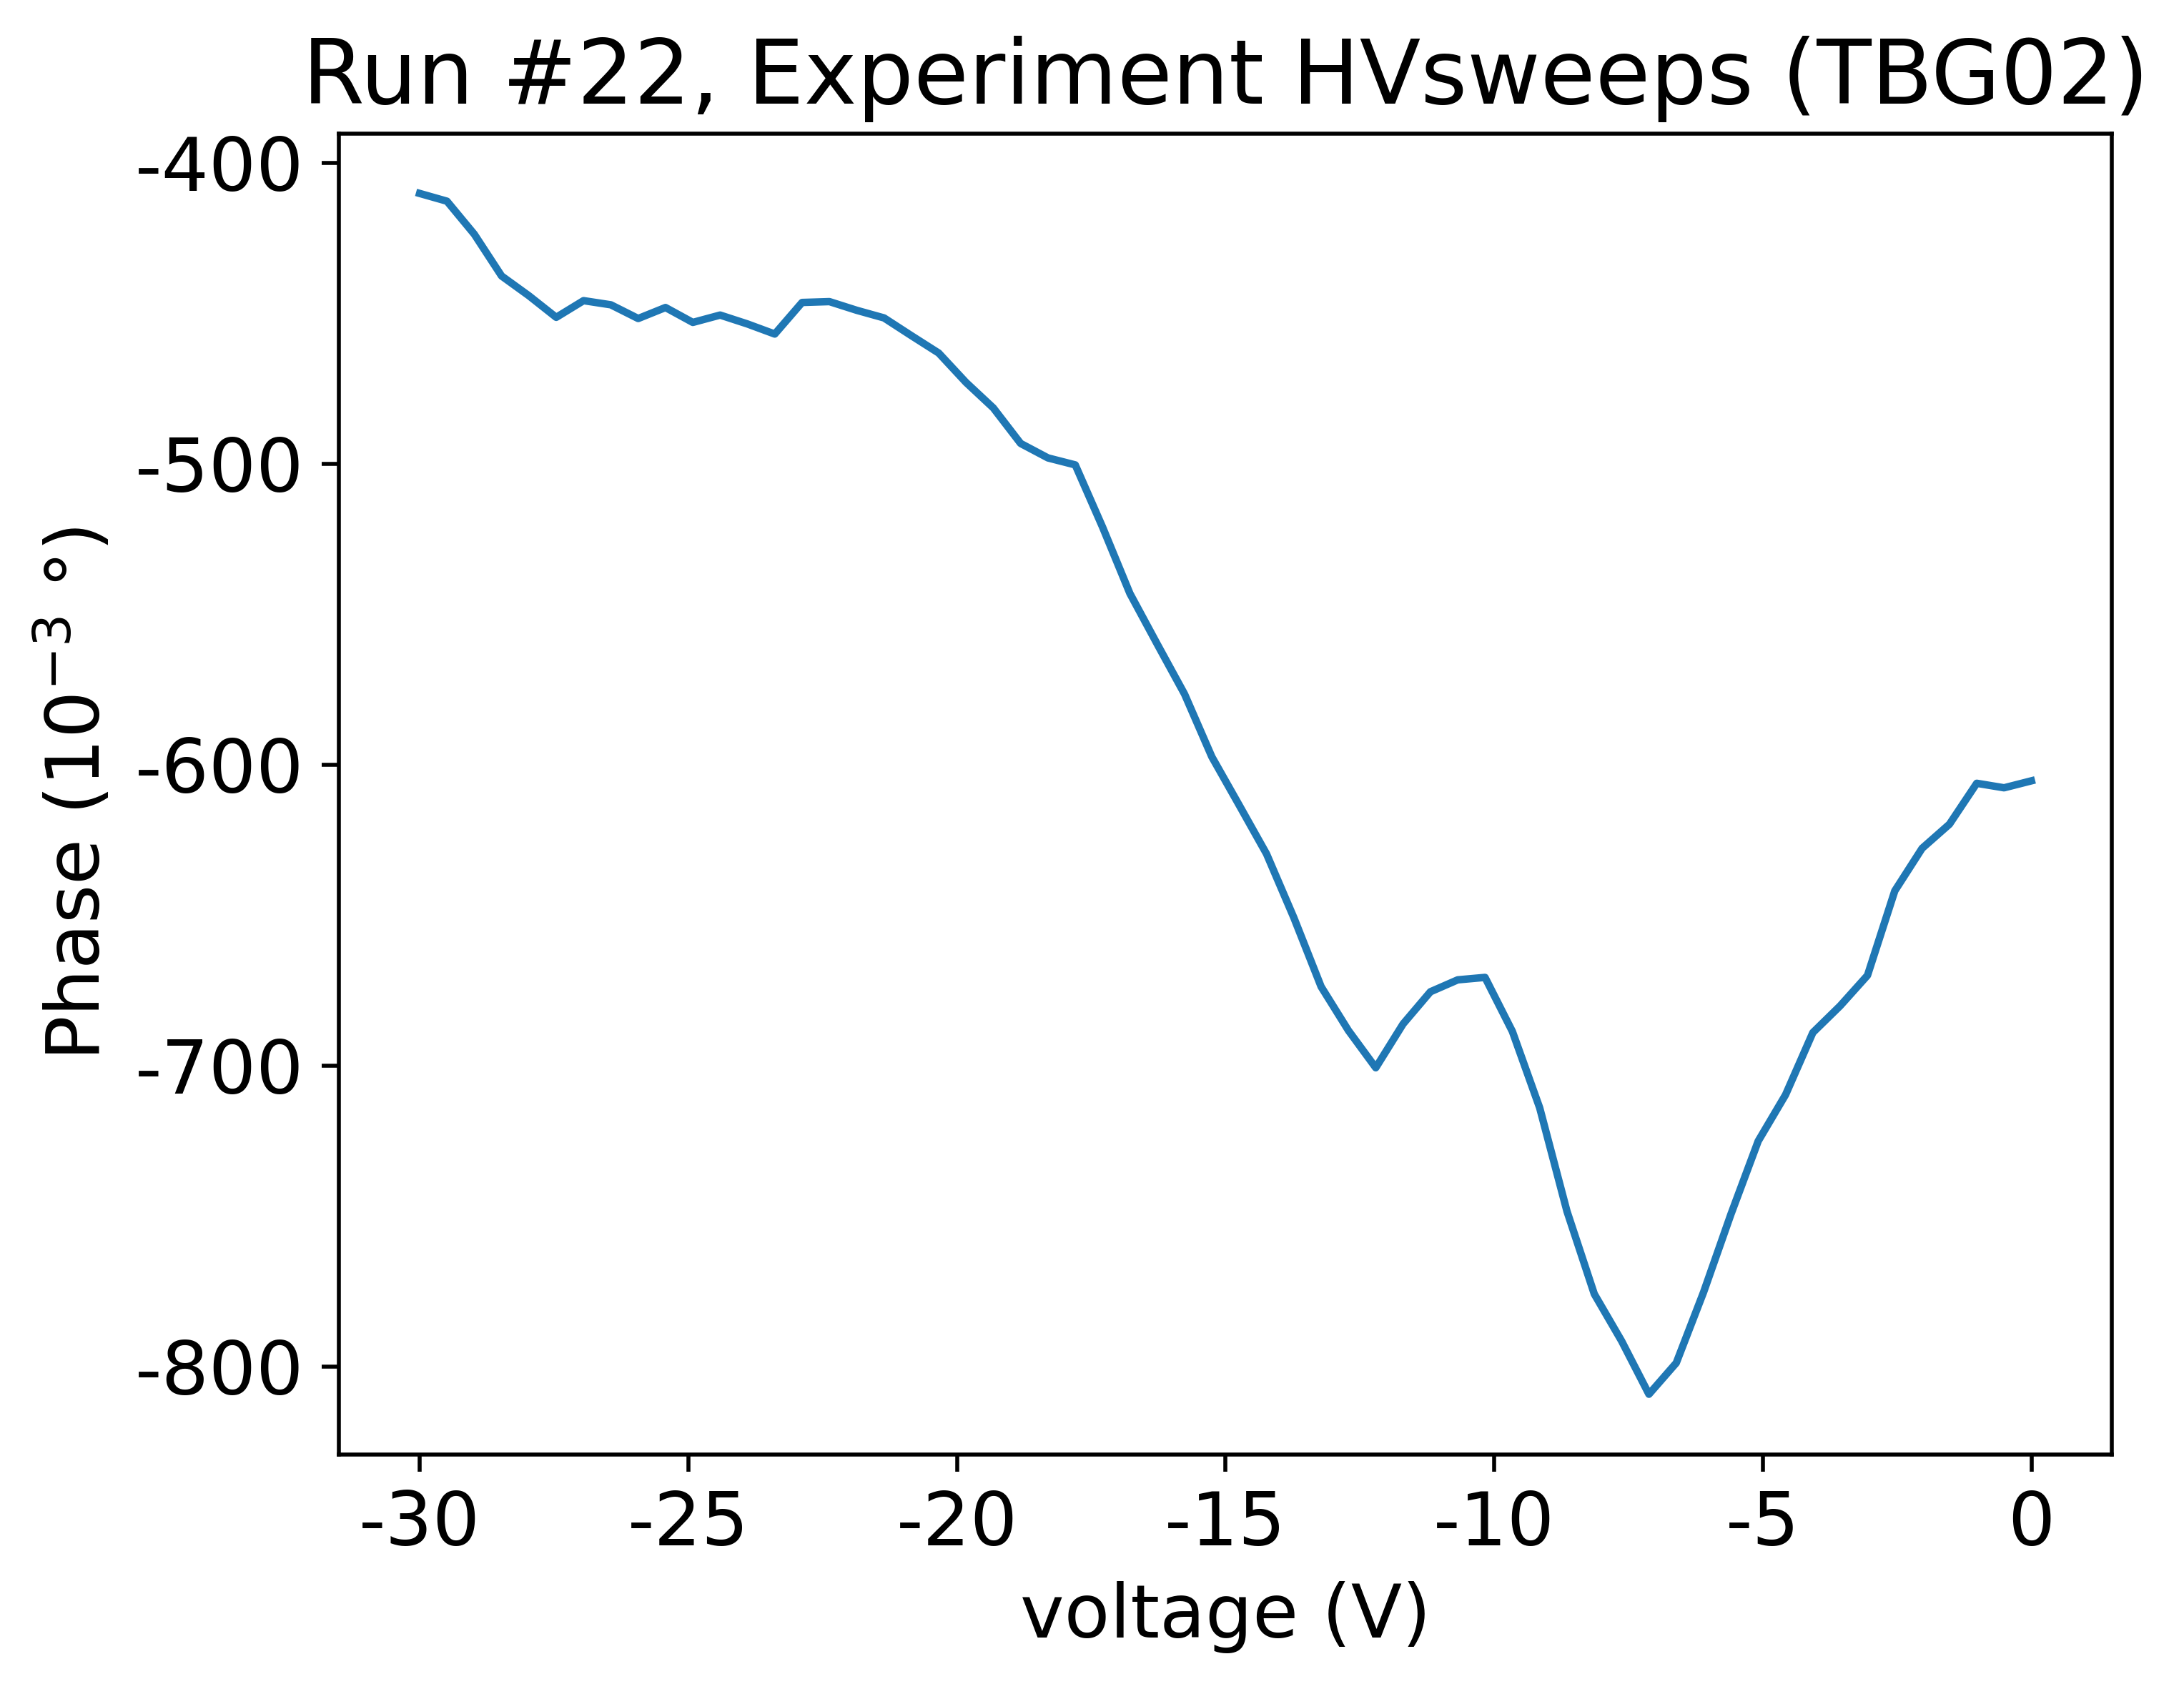 Run #22, Experiment HVsweeps (TBG02)
Phase (10⁻³ °)
-400
-500
-600
-700
-800
-30 -25 -20 -15 -10 -5 0
voltage (V)